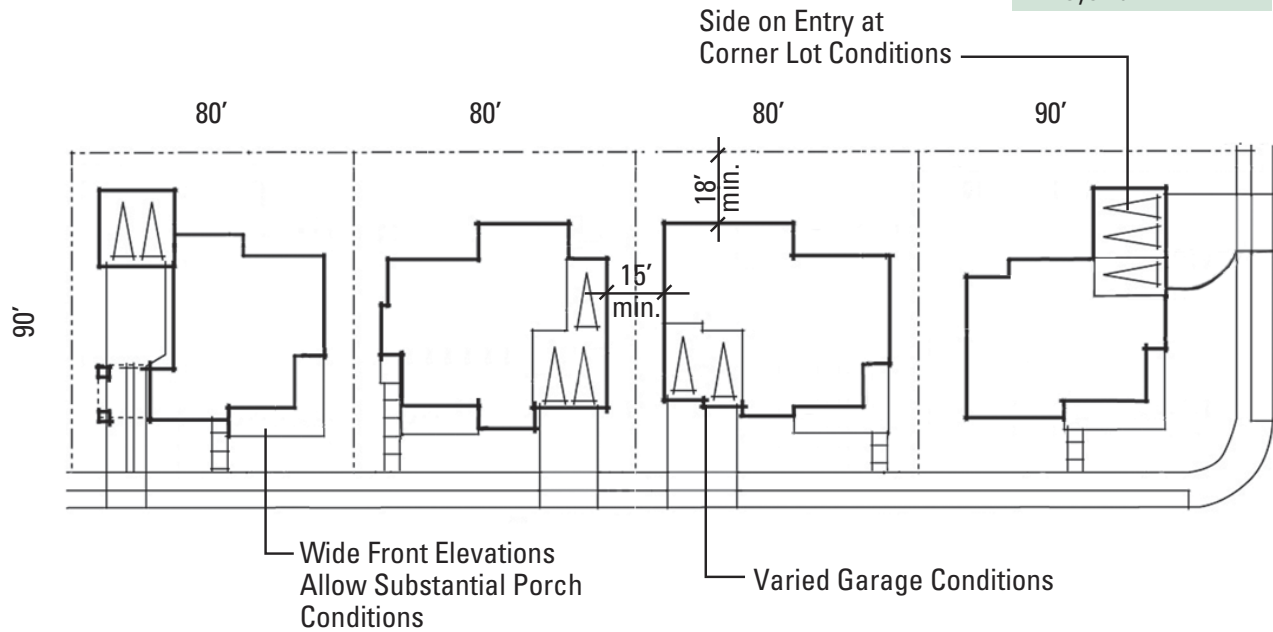 Side on Entry at
Corner Lot Conditions
80’
80’
80’
90’
18’
min.
15’
min.
90’
Wide Front Elevations
Allow Substantial Porch
Conditions
Varied Garage Conditions